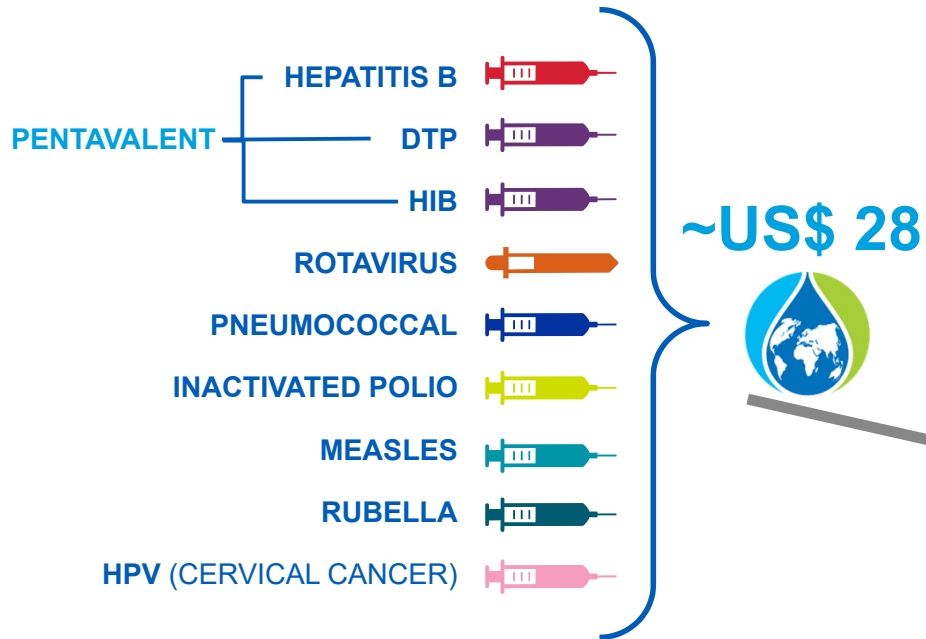 HEPATITIS B
PENTAVALENT
DTP
HIB
ROTAVIRUS
PNEUMOCOCCAL
INACTIVATED POLIO
MEASLES
RUBELLA
HPV (CERVICAL CANCER)
~US$ 28